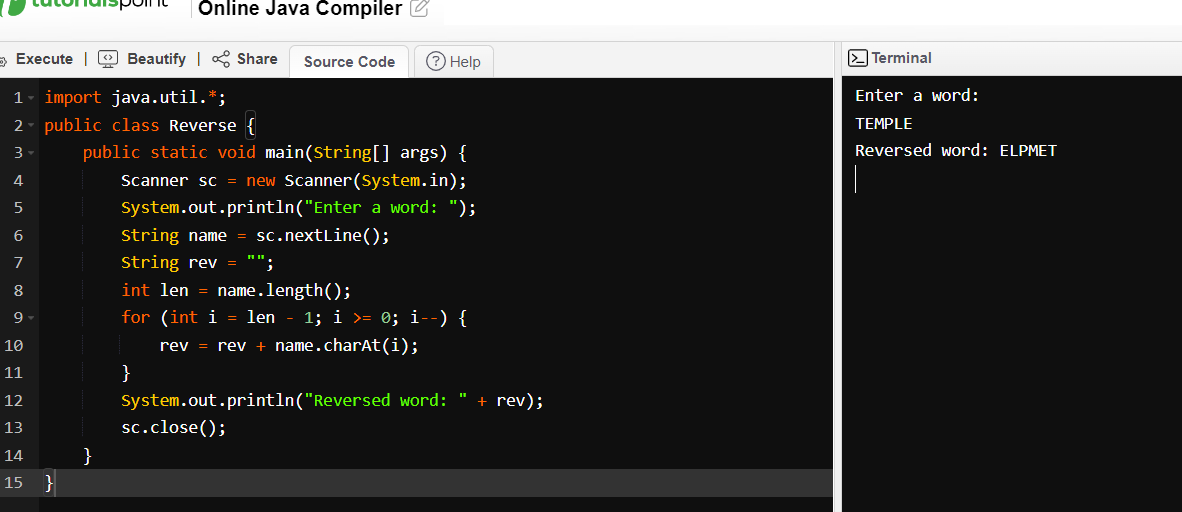 tutorialspoint
Online Java Compiler
Execute | Beautify | Share Source Code Help
1 import java.util.*;
2 public class Reverse {
3 public static void main(String[] args) {
4 Scanner sc = new Scanner(System.in);
5 System.out.println("Enter a word: ");
6 String name = sc.nextLine();
7 String rev = "";
8 int len = name.length();
9 for (int i = len - 1; i >= 0; i--) {
10 rev = rev + name.charAt(i);
11 }
12 System.out.println("Reversed word: " + rev);
13 sc.close();
14 }
15 }
Terminal
Enter a word:
TEMPLE
Reversed word: ELPMET